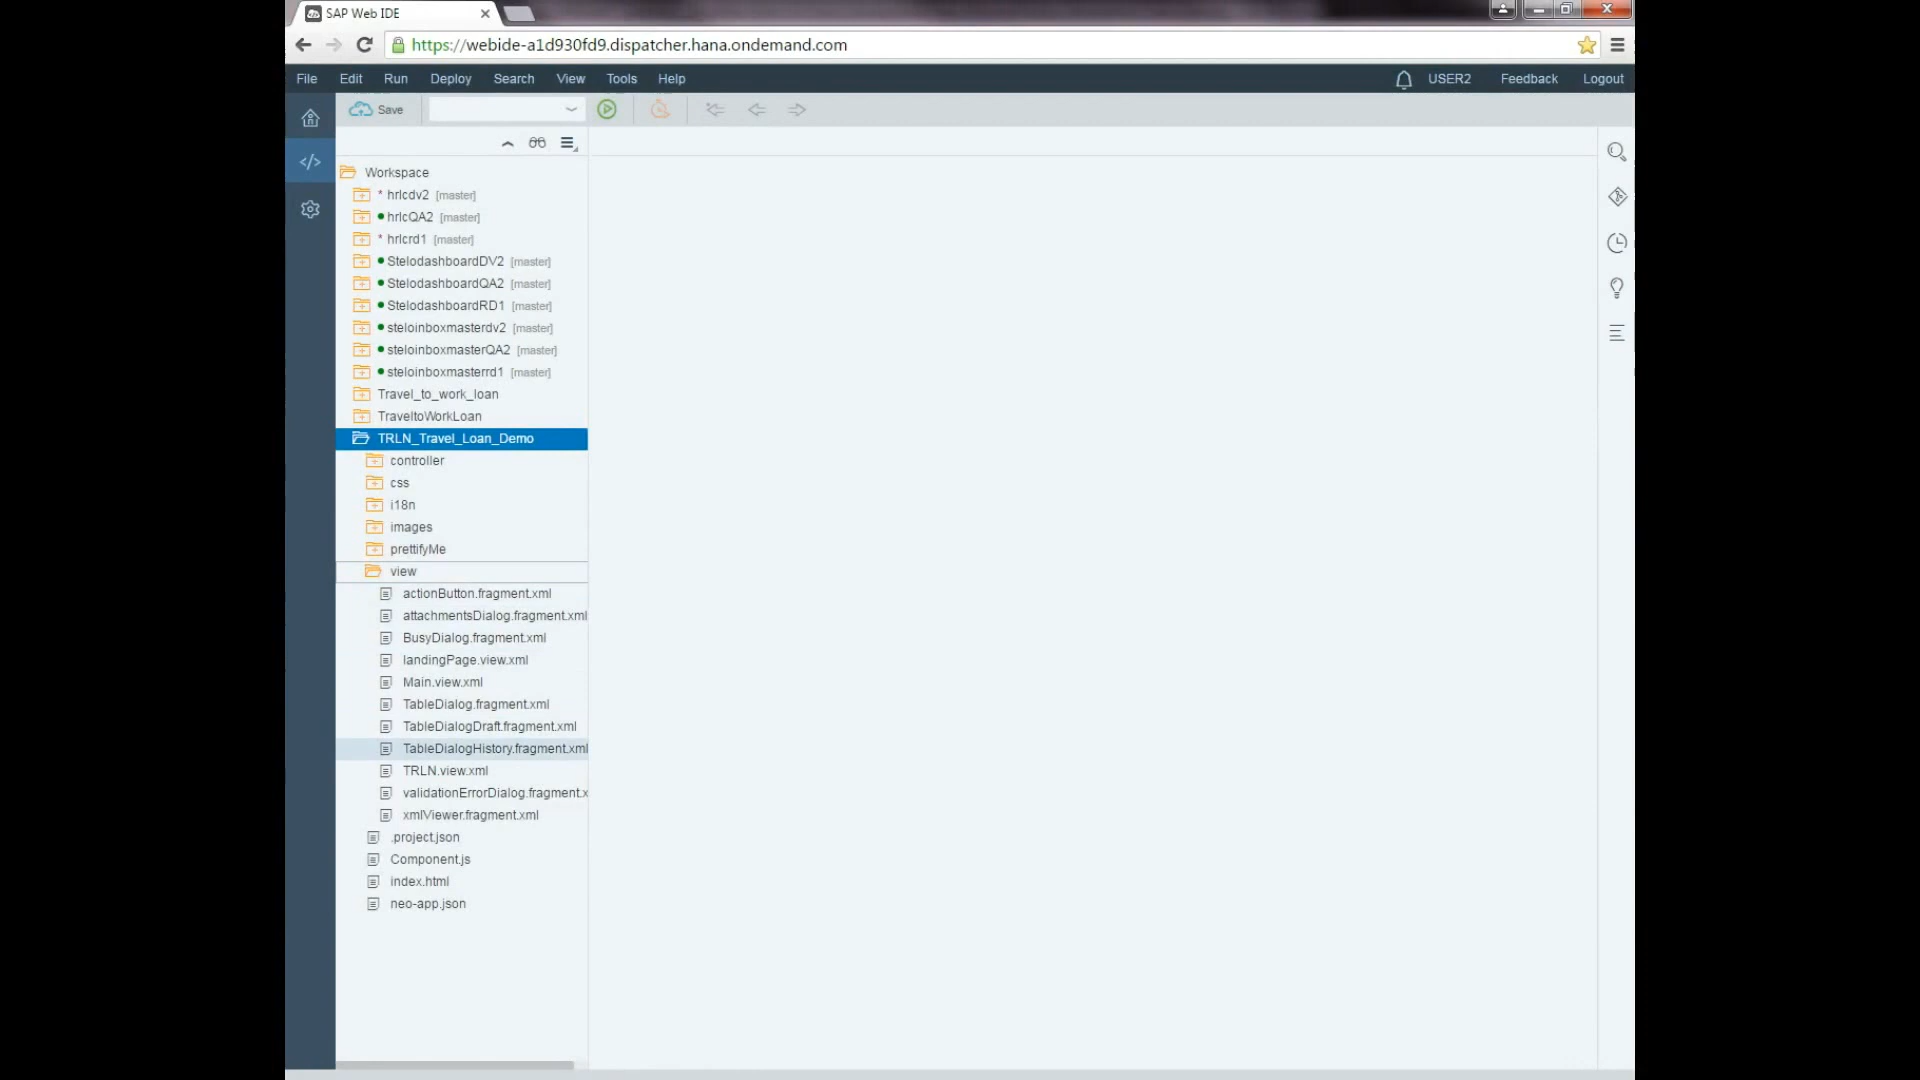 SAP Web IDE
https://webide-a1d930fd9.dispatcher.hana.ondemand.com
File Edit Run Deploy Search View Tools Help USER2 Feedback Logout
Save
Workspace
* hrlcdv2 [master]
hrlcQA2 [master]
* hrlcrd1 [master]
StelodashboardDV2 [master]
StelodashboardQA2 [master]
StelodashboardRD1 [master]
steloinboxmasterdv2 [master]
steloinboxmasterQA2 [master]
steloinboxmasterrd1 [master]
Travel_to_work_loan
TraveltoWorkLoan
TRLN_Travel_Loan_Demo
controller
css
i18n
images
prettifyMe
view
actionButton.fragment.xml
attachmentsDialog.fragment.xml
BusyDialog.fragment.xml
landingPage.view.xml
Main.view.xml
TableDialog.fragment.xml
TableDialogDraft.fragment.xml
TableDialogHistory.fragment.xml
TRLN.view.xml
validationErrorDialog.fragment.x
xmlViewer.fragment.xml
.project.json
Component.js
index.html
neo-app.json